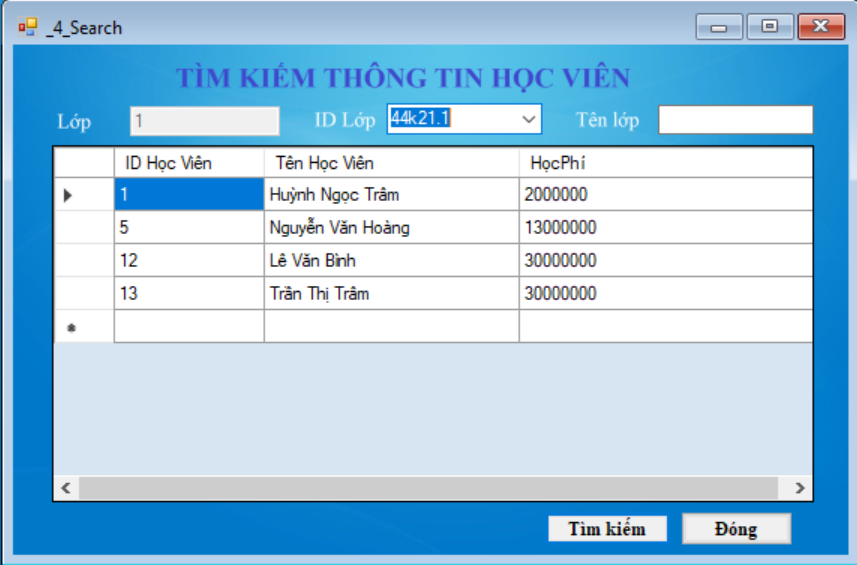 _4_Search
TÌM KIẾM THÔNG TIN HỌC VIÊN
Lớp 1 ID Lớp 44k21.1 Tên lớp
ID Học Viên Tên Học Viên HọcPhí
1 Huỳnh Ngọc Trâm 2000000
5 Nguyễn Văn Hoàng 13000000
12 Lê Văn Bình 30000000
13 Trần Thị Trâm 30000000
Tìm kiếm Đóng